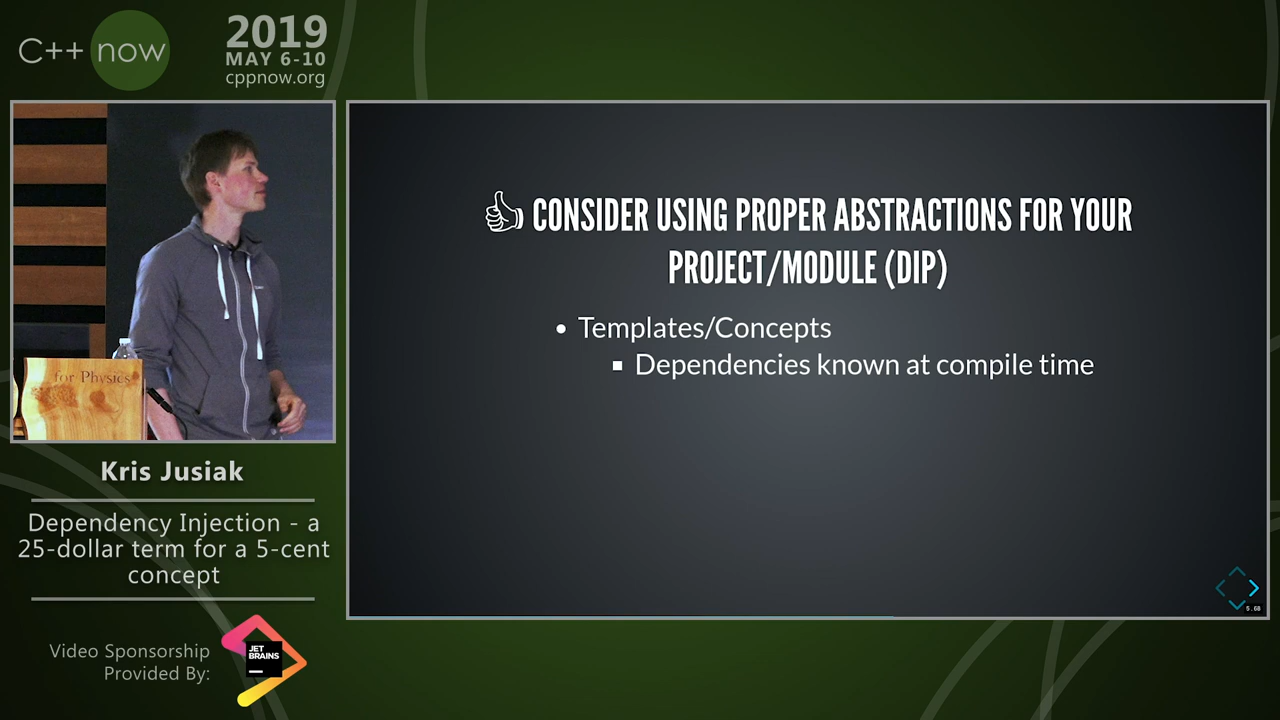 C++ now
2019
MAY 6-10
cppnow.org
for Physics
Kris Jusiak
Dependency Injection - a
25-dollar term for a 5-cent
concept
Video Sponsorship
Provided By:
JET
BRAINS
👍 CONSIDER USING PROPER ABSTRACTIONS FOR YOUR
PROJECT/MODULE (DIP)
• Templates/Concepts
▪ Dependencies known at compile time
5.68